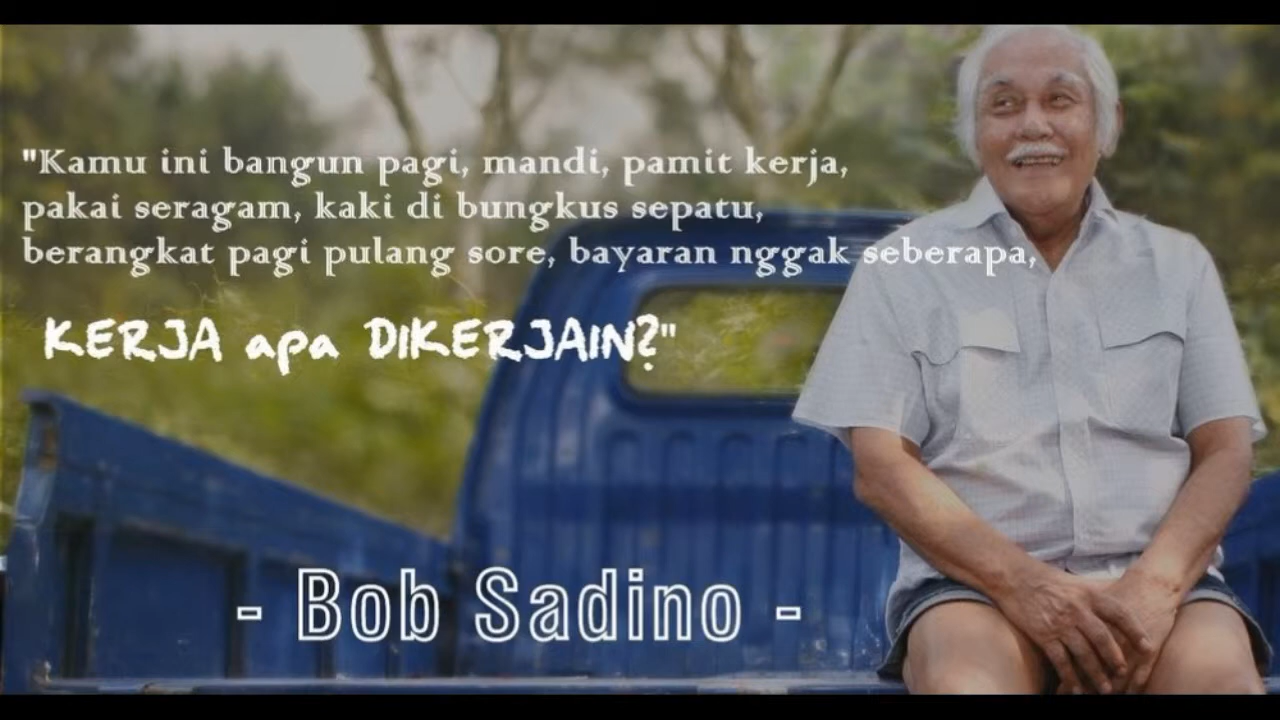 "Kamu ini bangun pagi, mandi, pamit kerja,
pakai seragam, kaki di bungkus sepatu,
berangkat pagi pulang sore, bayaran nggak seberapa,
KERJA apa DIKERJAIN?"
- Bob Sadino -